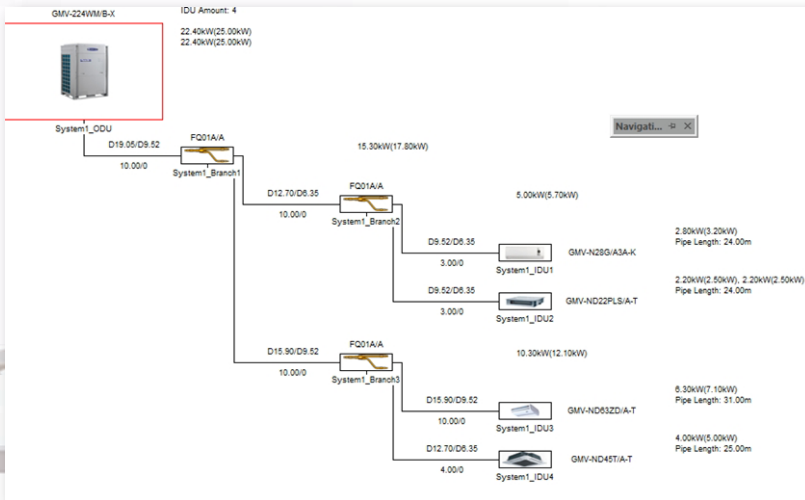 GMV-224WM/B-X
IDU Amount: 4
22.40kW(25.00kW)
22.40kW(25.00kW)
System1_ODU
D19.05/D9.52
10.00/0
FQ01A/A
System1_Branch1
15.30kW(17.80kW)
Navigati...
D12.70/D6.35
10.00/0
FQ01A/A
System1_Branch2
5.00kW(5.70kW)
D9.52/D6.35
3.00/0
System1_IDU1
GMV-N28G/A3A-K
2.80kW(3.20kW)
Pipe Length: 24.00m
D9.52/D6.35
3.00/0
System1_IDU2
GMV-ND22PLS/A-T
2.20kW(2.50kW), 2.20kW(2.50kW)
Pipe Length: 24.00m
D15.90/D9.52
10.00/0
FQ01A/A
System1_Branch3
10.30kW(12.10kW)
D15.90/D9.52
10.00/0
System1_IDU3
GMV-ND63ZD/A-T
6.30kW(7.10kW)
Pipe Length: 31.00m
D12.70/D6.35
4.00/0
System1_IDU4
GMV-ND45T/A-T
4.00kW(5.00kW)
Pipe Length: 25.00m